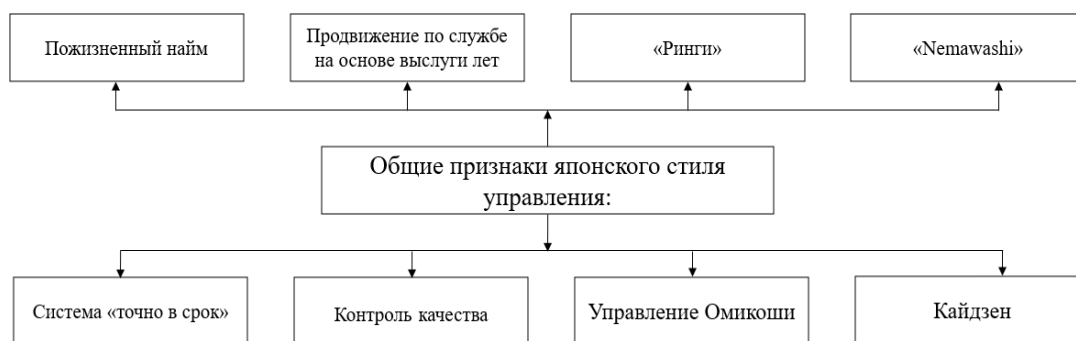 Пожизненный найм
Продвижение по службе
на основе выслуги лет
«Ринги»
«Nemawashi»
Общие признаки японского стиля
управления:
Система «точно в срок»
Контроль качества
Управление Омикоши
Кайдзен